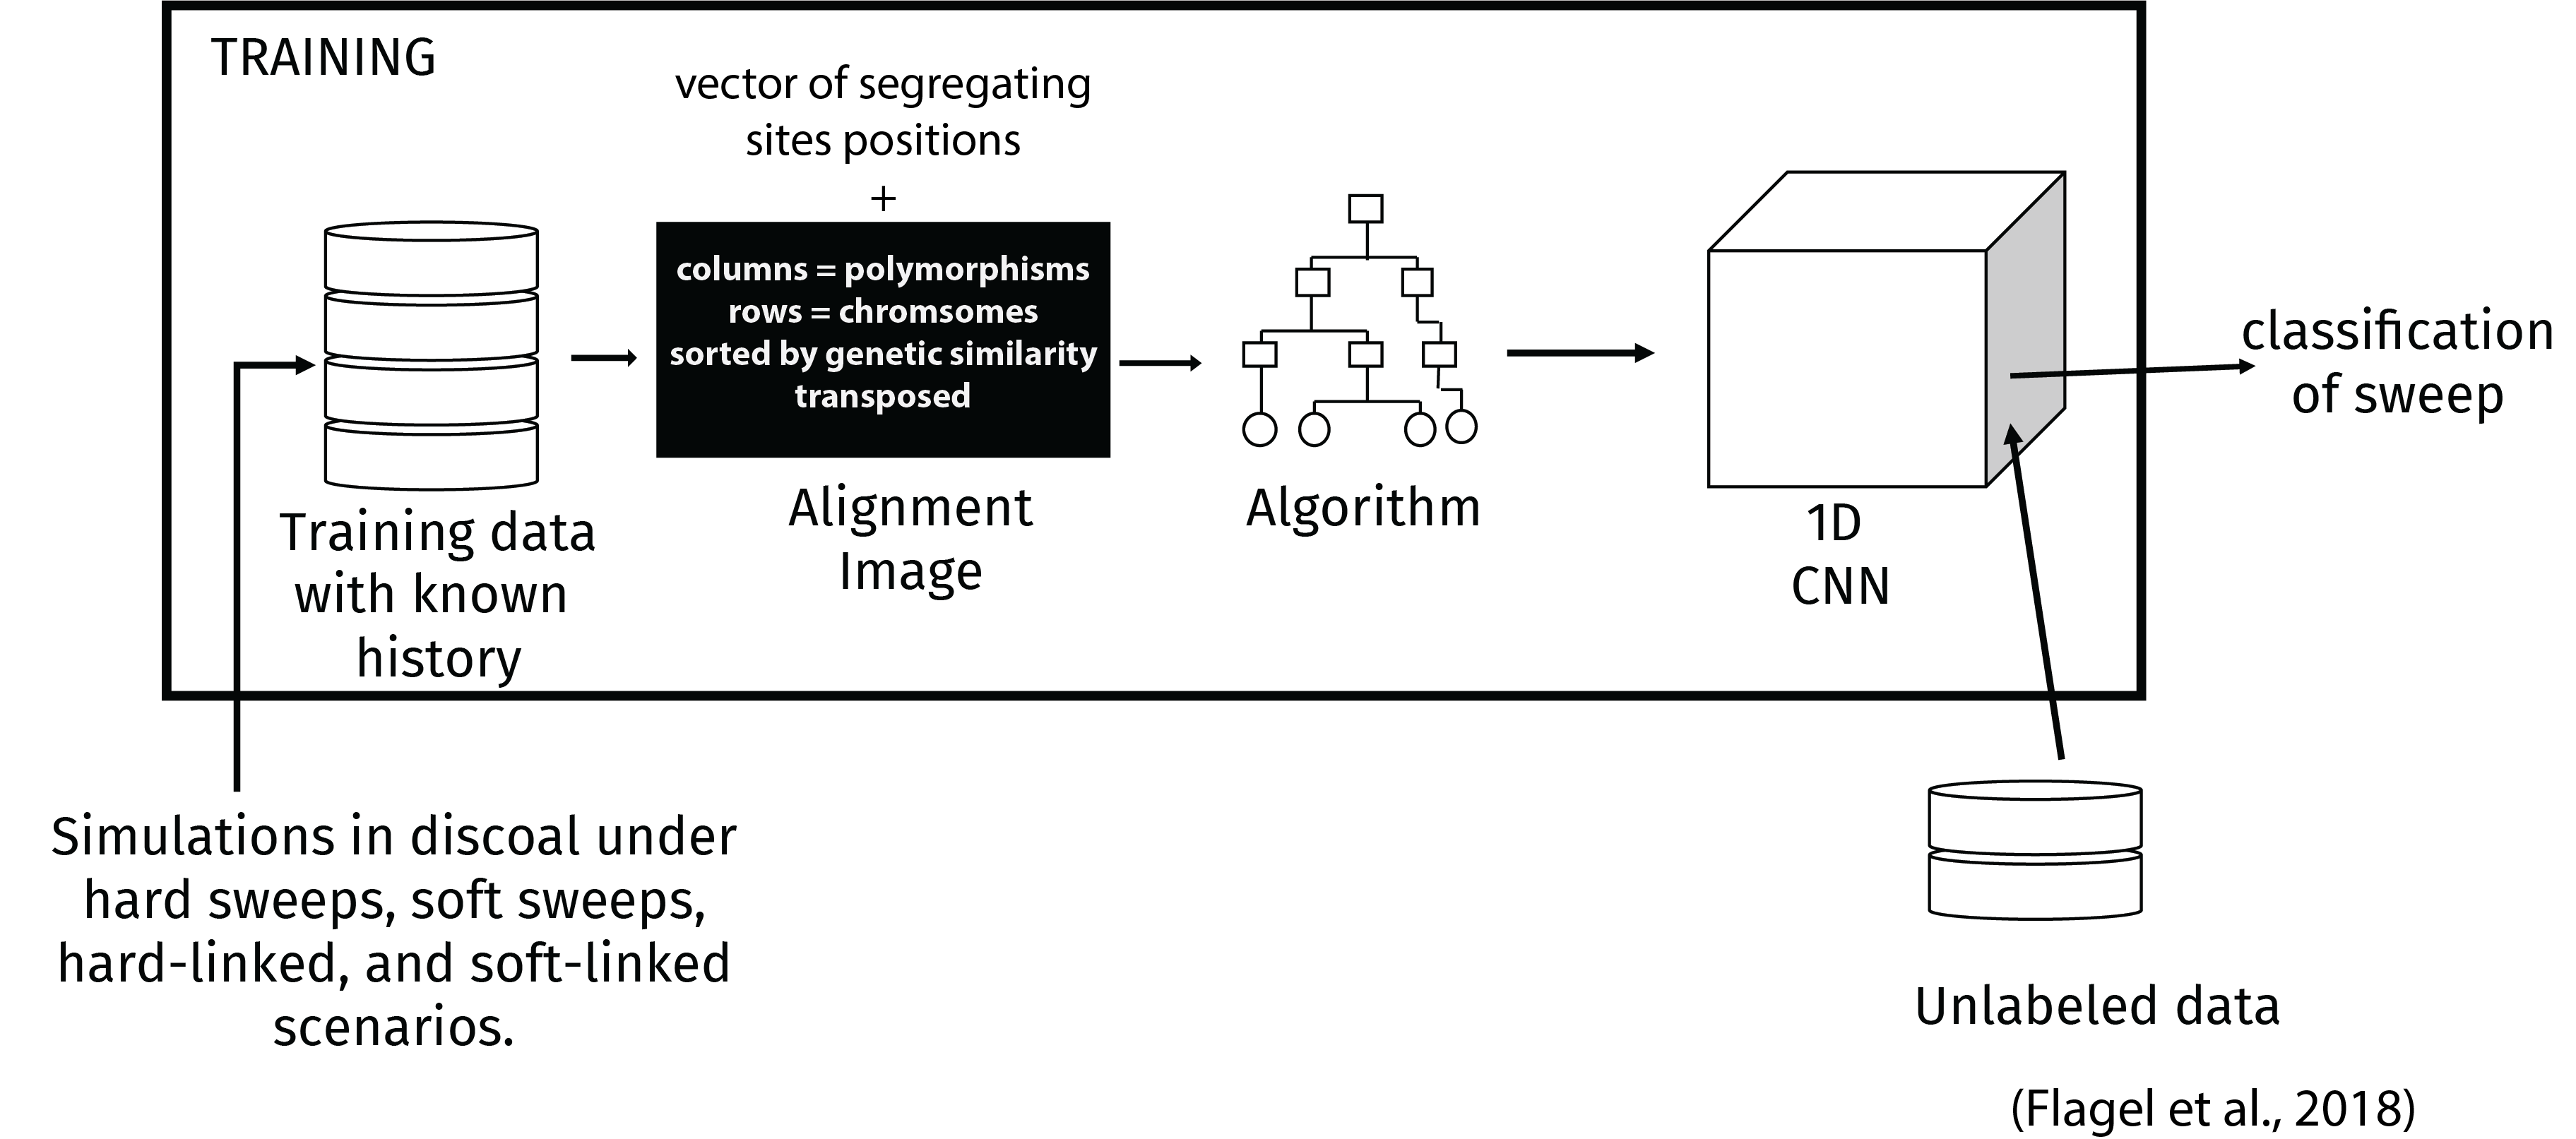 TRAINING
vector of segregating
sites positions
+
columns = polymorphisms
rows = chromsomes
sorted by genetic similarity
transposed
Training data
with known
history
Alignment
Image
Algorithm
1D
CNN
classification
of sweep
Simulations in discoal under
hard sweeps, soft sweeps,
hard-linked, and soft-linked
scenarios.
Unlabeled data
(Flagel et al., 2018)